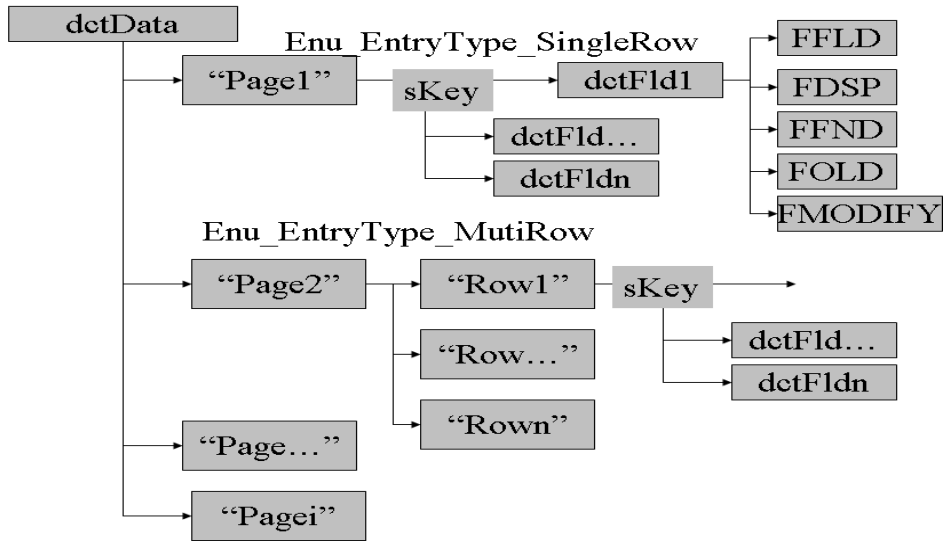 dctData
Enu_EntryType_SingleRow
“Page1”
sKey
dctFld1
FFLD
FDSP
FFND
FOLD
FMODIFY
dctFld…
dctFldn
Enu_EntryType_MutiRow
“Page2”
“Row1”
sKey
dctFld…
dctFldn
“Row…”
“Rown”
“Page…”
“Pagei”